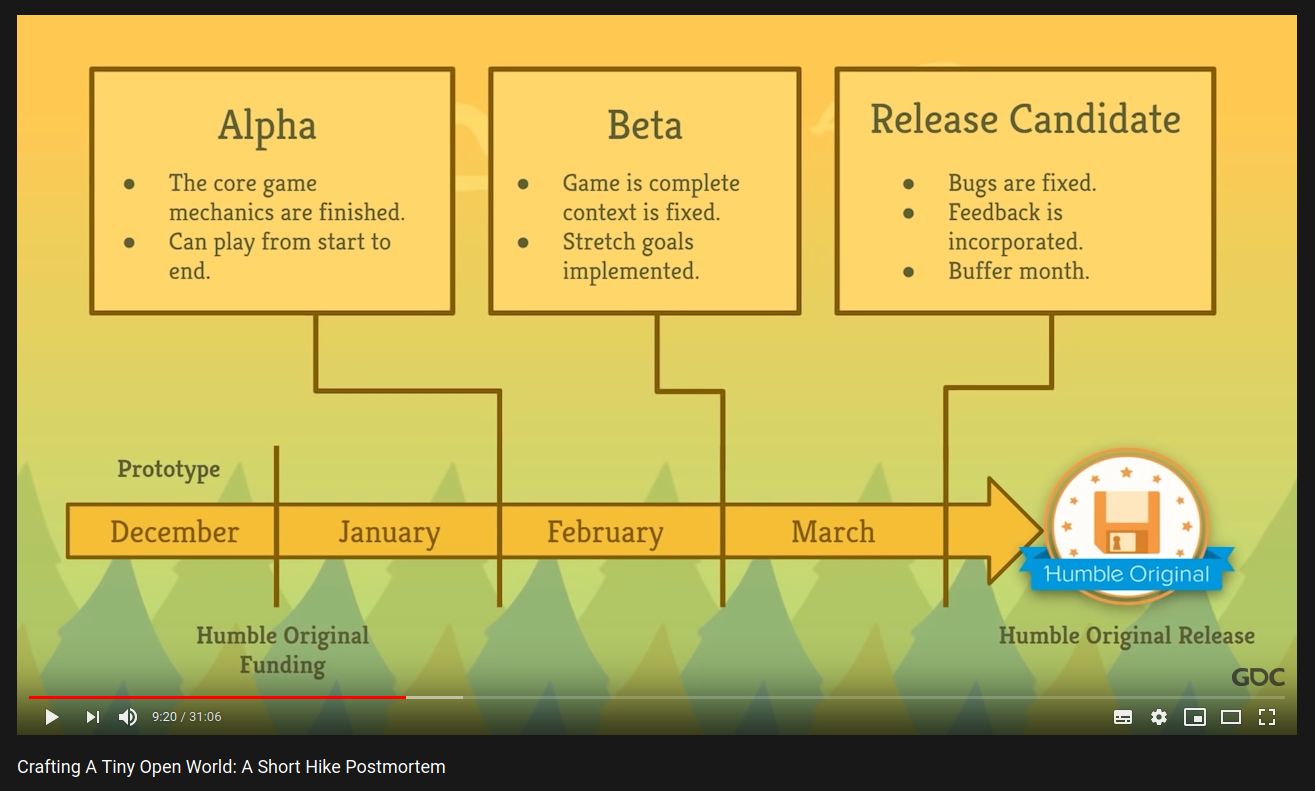 Alpha
● The core game
mechanics are finished.
● Can play from start to
end.
Beta
● Game is complete
context is fixed.
● Stretch goals
implemented.
Release Candidate
● Bugs are fixed.
● Feedback is
incorporated.
● Buffer month.
Prototype
December
January
February
March
Humble Original
Humble Original
Funding
Humble Original Release
GDC
9:20 / 31:06
Crafting A Tiny Open World: A Short Hike Postmortem